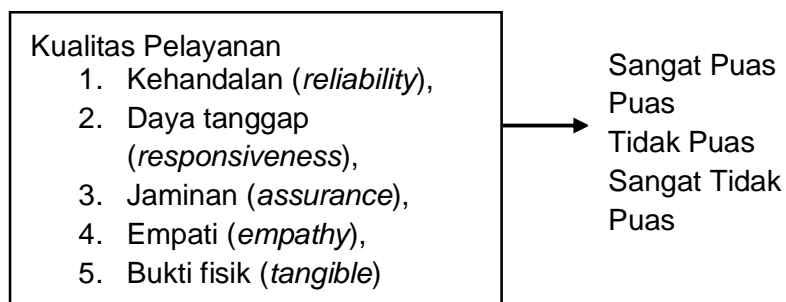 Kualitas Pelayanan
1. Kehandalan (reliability),
2. Daya tanggap
(responsiveness),
3. Jaminan (assurance),
4. Empati (empathy),
5. Bukti fisik (tangible)
Sangat Puas
Puas
Tidak Puas
Sangat Tidak
Puas